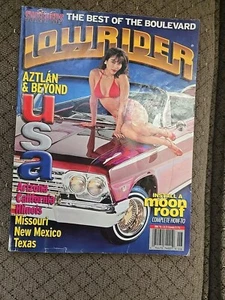 THE BEST OF THE BOULEVARD
LOWRIDER
AZTLÁN
& BEYOND
usa
Arizona
California
Illinois
Missouri
New Mexico
Texas
INSTALL A
moon
roof
COMPLETE HOW-TO